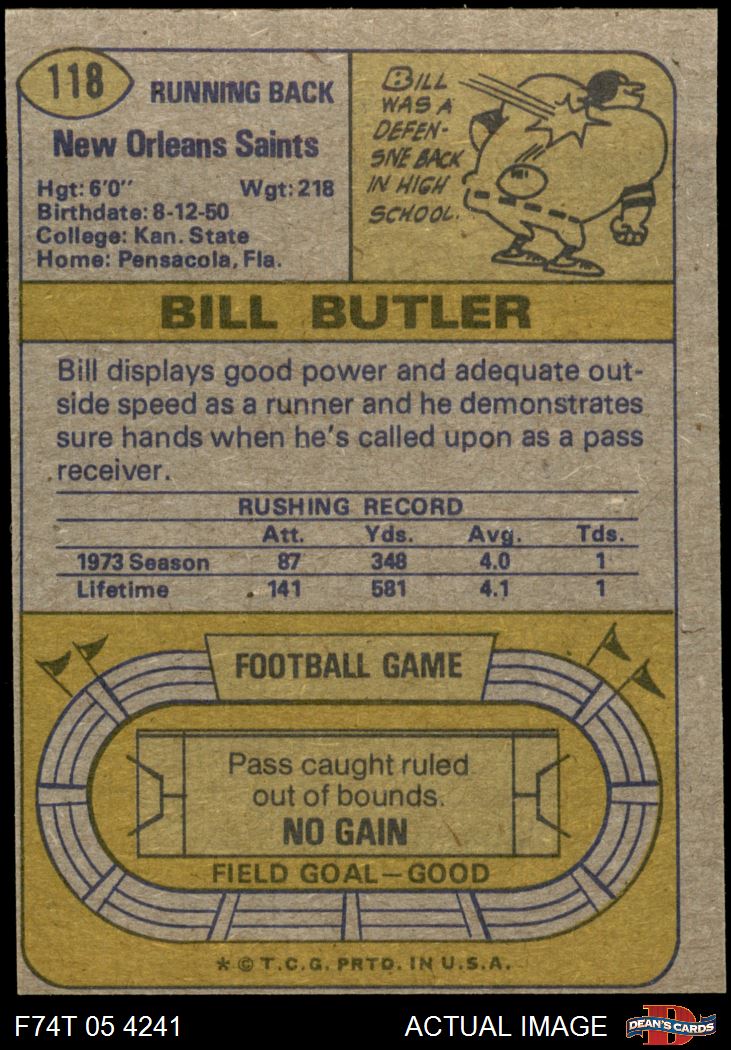 118
RUNNING BACK
New Orleans Saints
Hgt: 6'0" Wgt: 218
Birthdate: 8-12-50
College: Kan. State
Home: Pensacola, Fla.
BILL
WAS A
DEFEN-
SNE BACK
IN HIGH
SCHOOL.
BILL BUTLER
Bill displays good power and adequate out-
side speed as a runner and he demonstrates
sure hands when he's called upon as a pass
receiver.
RUSHING RECORD
Att. Yds. Avg. Tds.
1973 Season 87 348 4.0 1
Lifetime 141 581 4.1 1
FOOTBALL GAME
Pass caught ruled
out of bounds.
NO GAIN
FIELD GOAL—GOOD
* © T.C.G. PRTD. IN U.S.A.
F74T 05 4241 ACTUAL IMAGE D DEAN'S CARDS